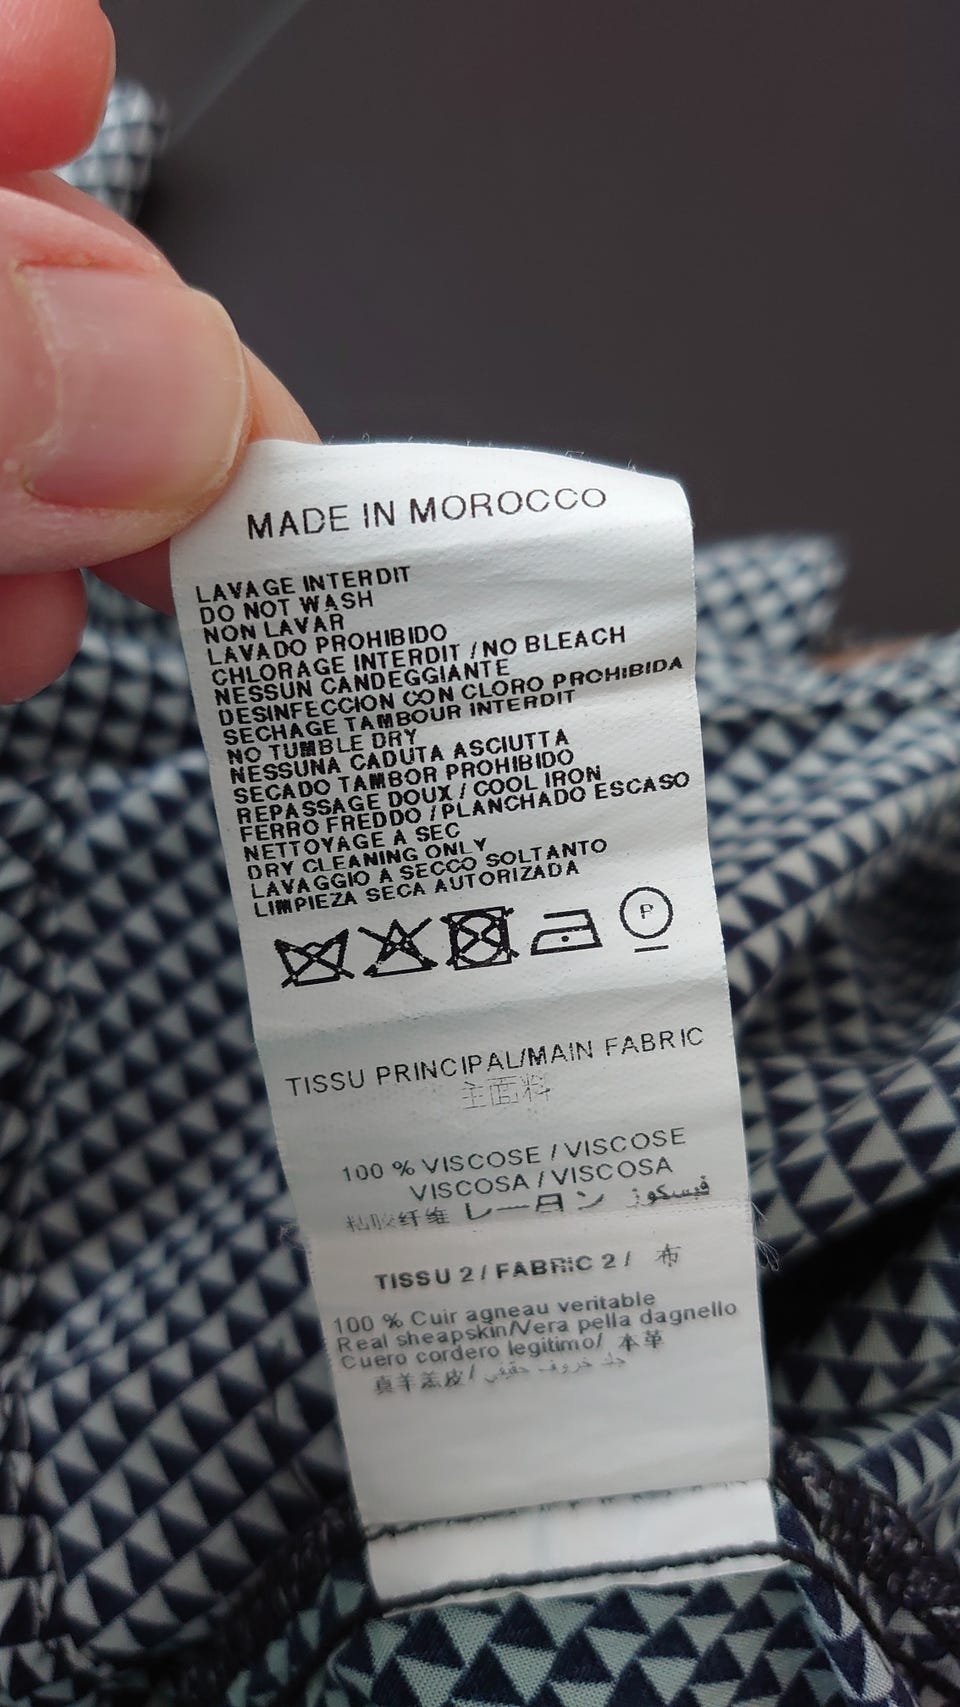 MADE IN MOROCCO
LAVAGE INTERDIT
DO NOT WASH
NON LAVAR
LAVADO PROHIBIDO
CHLORAGE INTERDIT / NO BLEACH
NESSUN CANDEGGIANTE
DESINFECCION CON CLORO PROHIBIDA
SECHAGE TAMBOUR INTERDIT
NO TUMBLE DRY
NESSUNA CADUTA ASCIUTTA
SECADO TAMBOR PROHIBIDO
REPASSAGE DOUX / COOL IRON
FERRO FREDDO / PLANCHADO ESCASO
NETTOYAGE A SEC
DRY CLEANING ONLY
LAVAGGIO A SECCO SOLTANTO
LIMPIEZA SECA AUTORIZADA
P
TISSU PRINCIPAL/MAIN FABRIC
主面料
100 % VISCOSE / VISCOSE
VISCOSA / VISCOSA
粘胶纤维 レーヨン فيسكوز
TISSU 2 / FABRIC 2 / 布
100 % Cuir agneau veritable
Real sheapskin/Vera pella dagnello
Cuero cordero legitimo/ 本革
真羊羔皮/ جلد خروف حقيقي